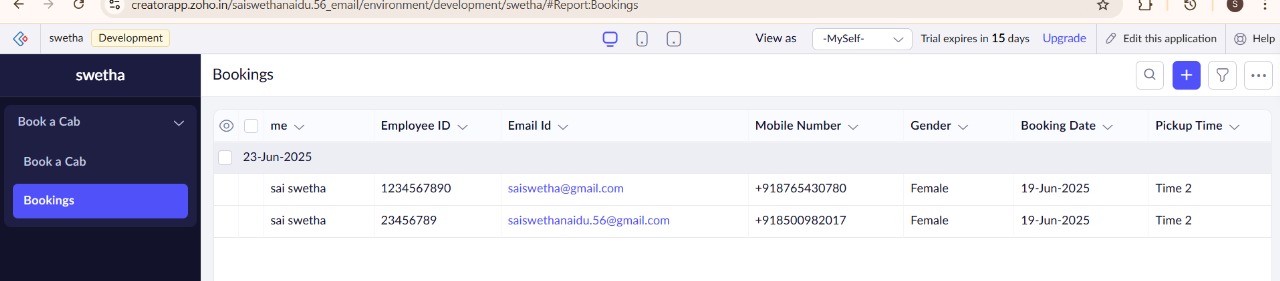 creatorapp.zoho.in/saiswethanaidu.56_email/environment/development/swetha/#Report:Bookings
S
swetha Development View as -MySelf- Trial expires in 15 days Upgrade Edit this application Help
swetha Bookings
Book a Cab
me Employee ID Email Id Mobile Number Gender Booking Date Pickup Time
Book a Cab 23-Jun-2025
Bookings sai swetha 1234567890 saiswetha@gmail.com +918765430780 Female 19-Jun-2025 Time 2
sai swetha 23456789 saiswethanaidu.56@gmail.com +918500982017 Female 19-Jun-2025 Time 2